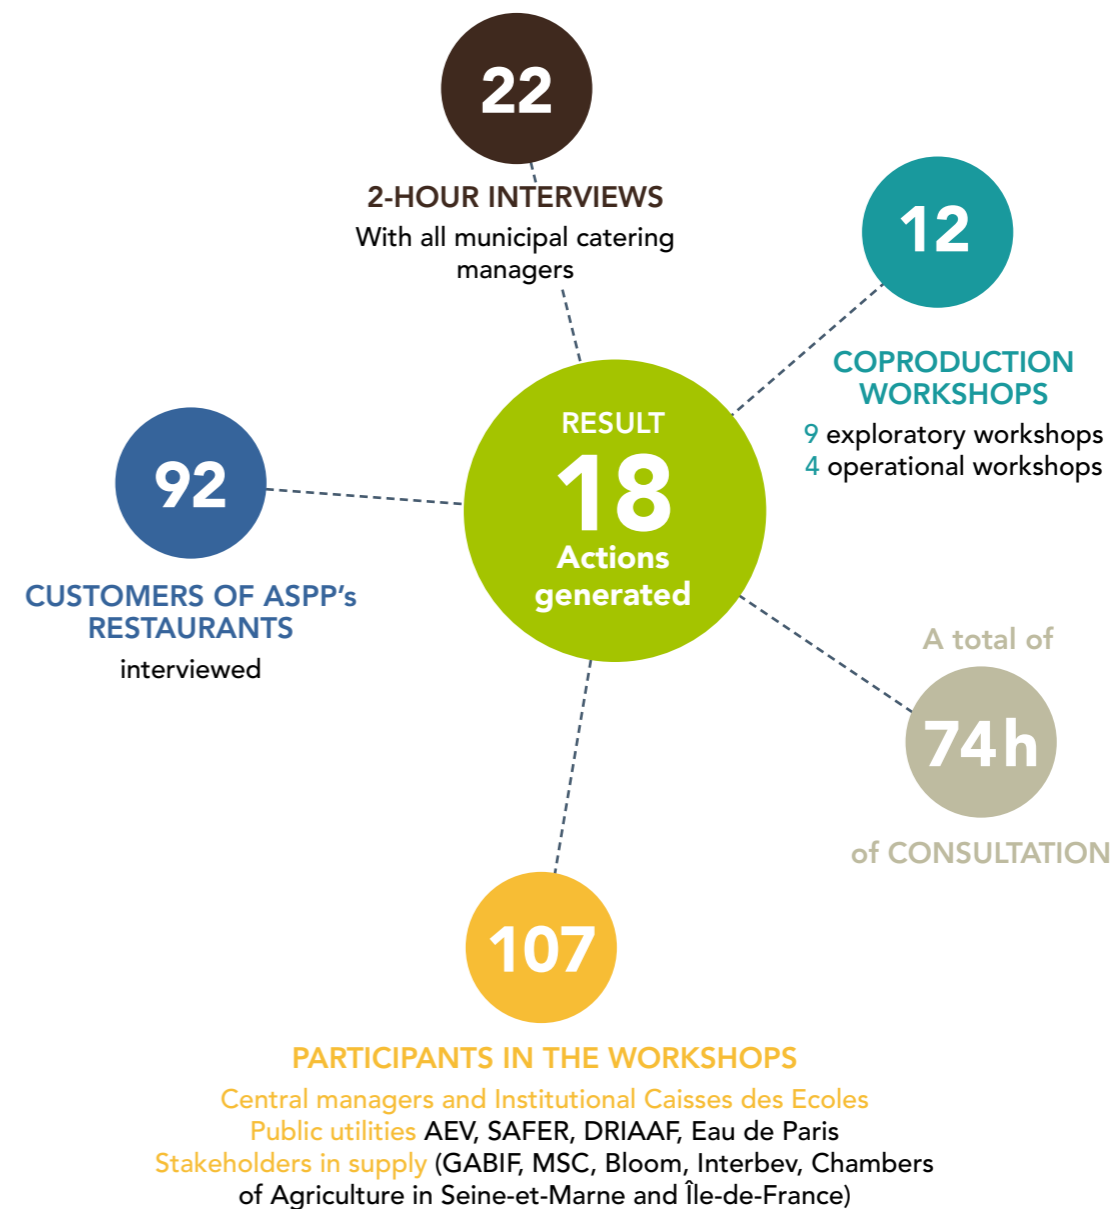 22
2-HOUR INTERVIEWS
With all municipal catering
managers
12
COPRODUCTION
WORKSHOPS
9 exploratory workshops
4 operational workshops
RESULT
18
Actions
generated
92
CUSTOMERS OF ASPP's
RESTAURANTS
interviewed
A total of
74h
of CONSULTATION
107
PARTICIPANTS IN THE WORKSHOPS
Central managers and Institutional Caisses des Ecoles
Public utilities AEV, SAFER, DRIAAF, Eau de Paris
Stakeholders in supply (GABIF, MSC, Bloom, Interbev, Chambers
of Agriculture in Seine-et-Marne and Île-de-France)